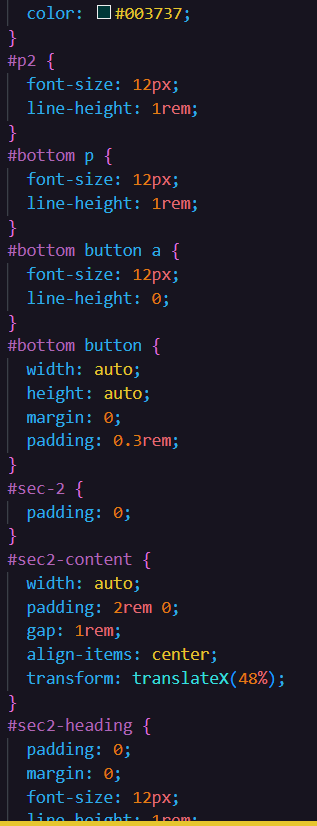 color: #003737;
}
#p2 {
font-size: 12px;
line-height: 1rem;
}
#bottom p {
font-size: 12px;
line-height: 1rem;
}
#bottom button a {
font-size: 12px;
line-height: 0;
}
#bottom button {
width: auto;
height: auto;
margin: 0;
padding: 0.3rem;
}
#sec-2 {
padding: 0;
}
#sec2-content {
width: auto;
padding: 2rem 0;
gap: 1rem;
align-items: center;
transform: translateX(48%);
}
#sec2-heading {
padding: 0;
margin: 0;
font-size: 12px;
line-height: 1rem;